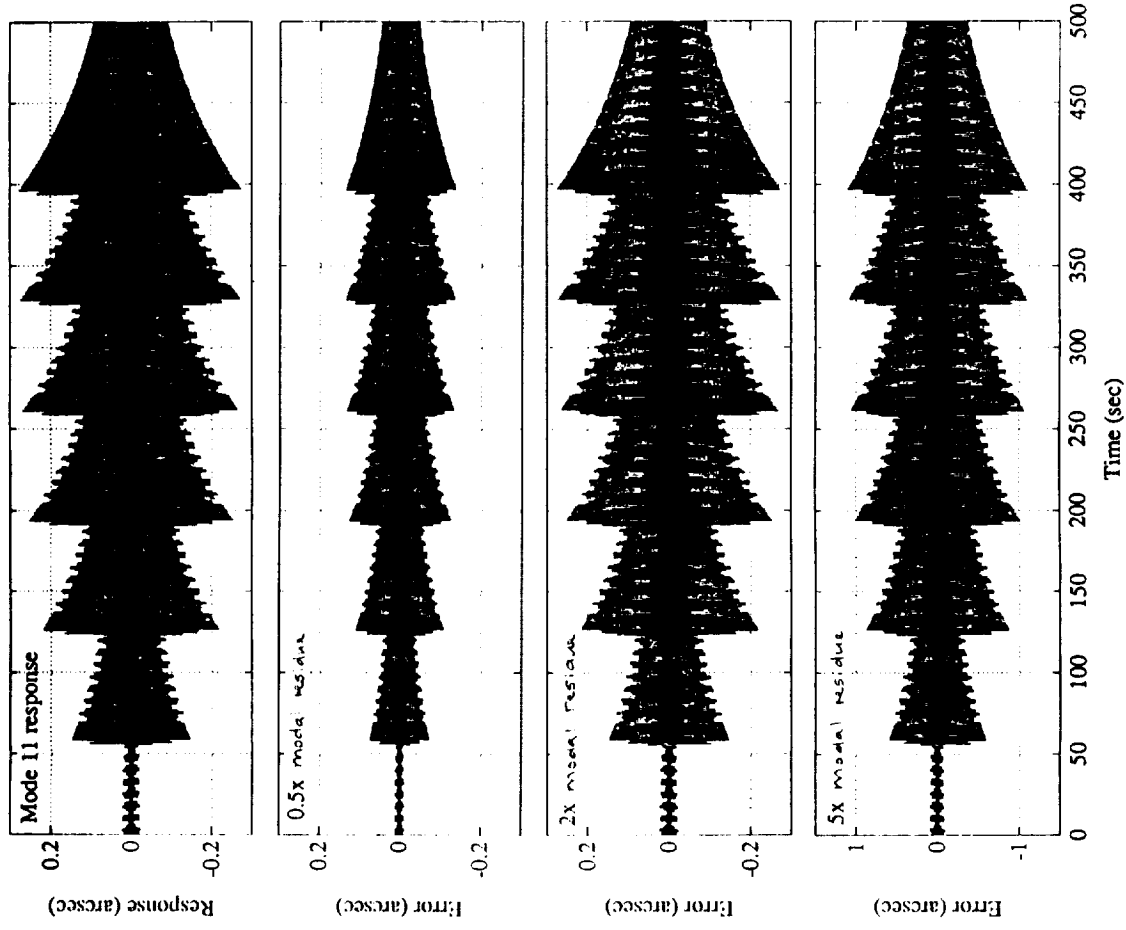 Mode 11 response
0.2
0
-0.2
Response (arcsec)
0.5x modal residue
0.2
0
-0.2
Error (arcsec)
2x modal residue
0.2
0
-0.2
Error (arcsec)
5x modal residue
1
0
-1
Error (arcsec)
0 50 100 150 200 250 300 350 400 450 500
Time (sec)